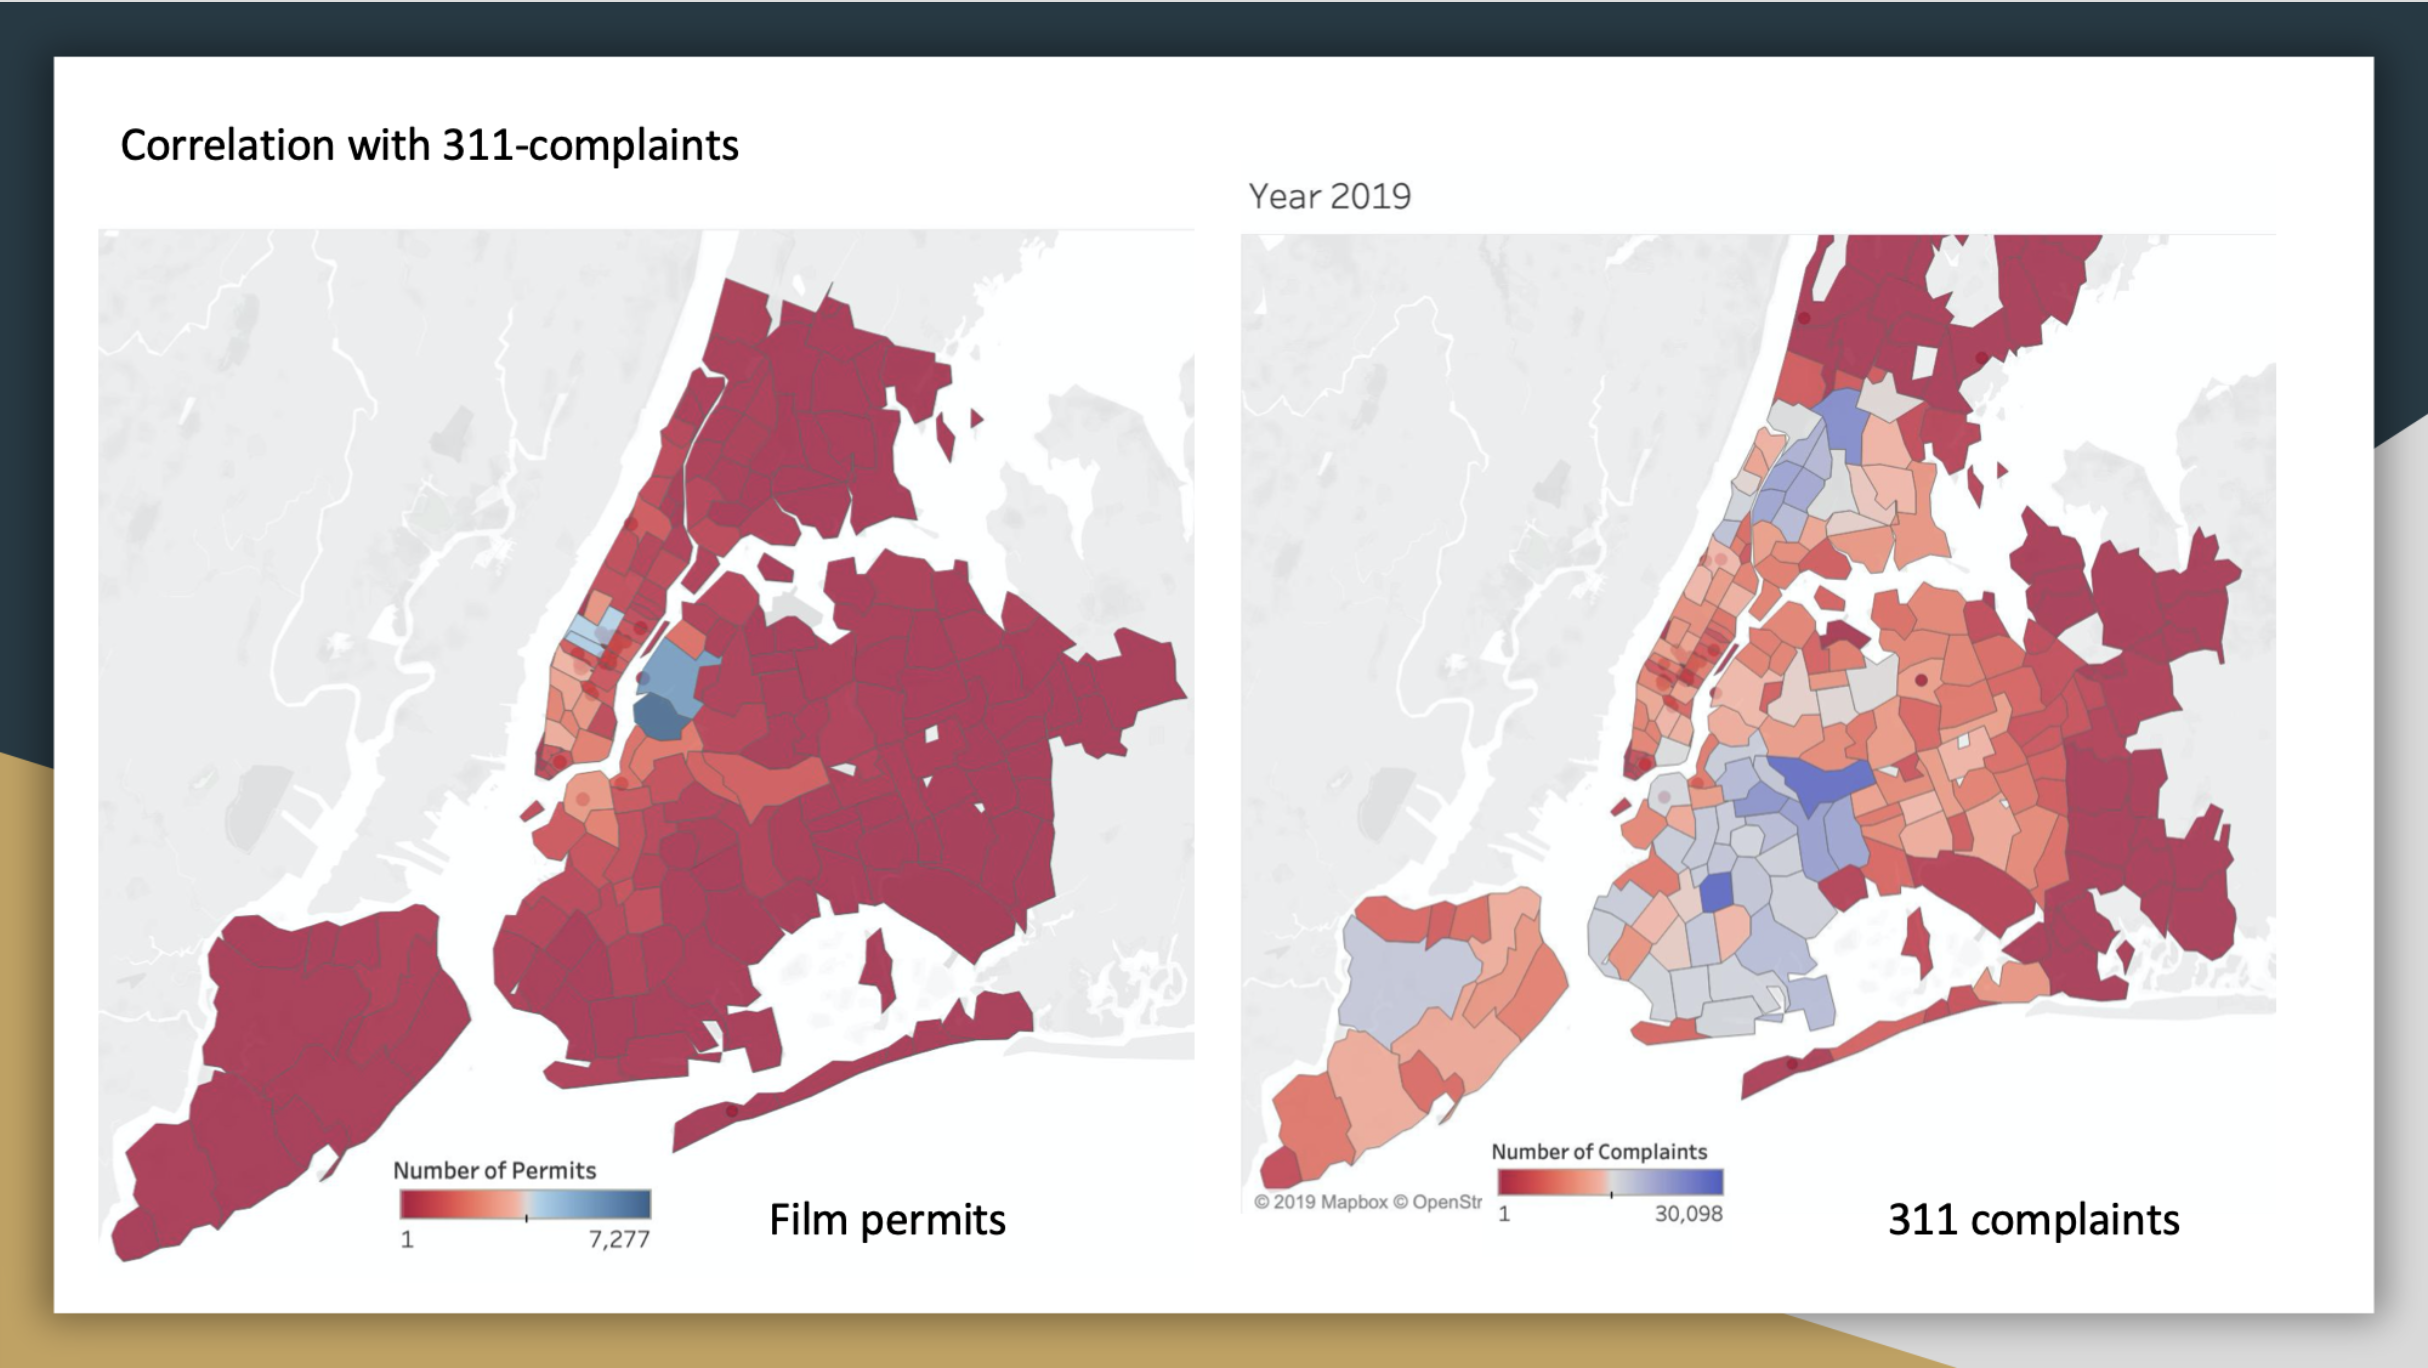 Correlation with 311-complaints
Year 2019
Number of Permits
1
7,277
Film permits
Number of Complaints
1
30,098
© 2019 Mapbox © OpenStr
311 complaints